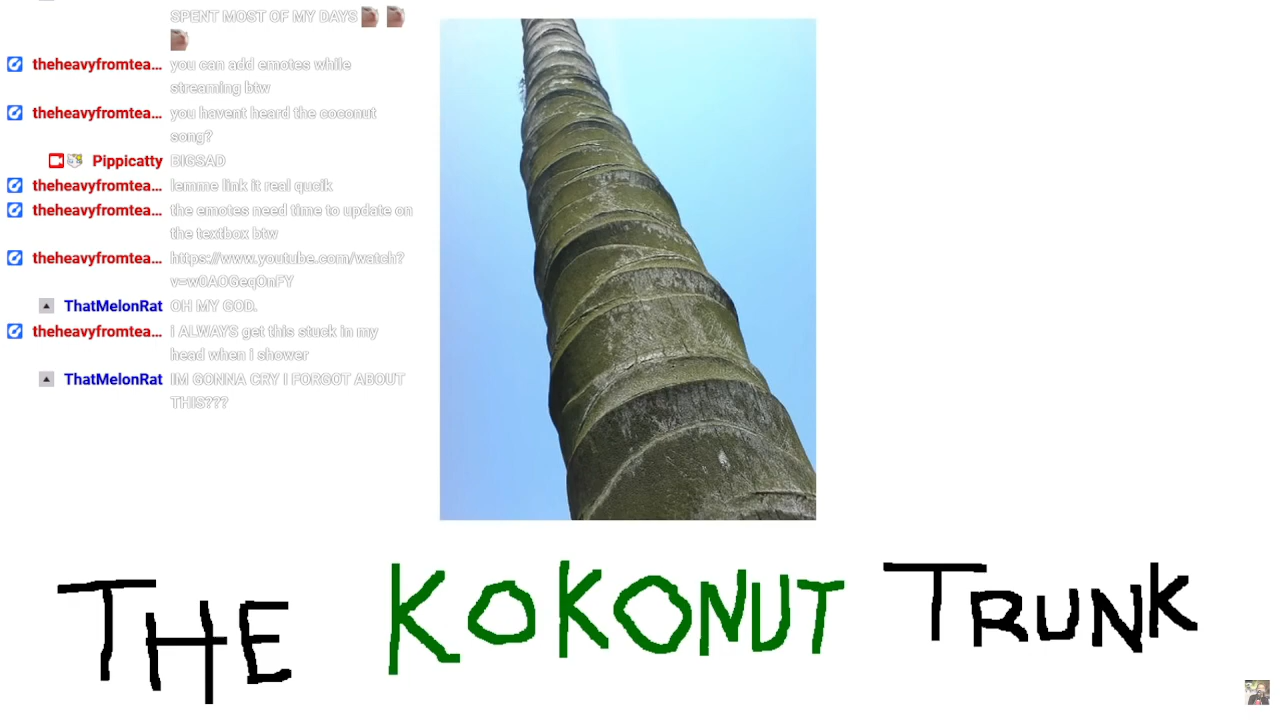 SPENT MOST OF MY DAYS
theheavyfromtea... you can add emotes while
streaming btw
theheavyfromtea... you havent heard the coconut
song?
Pippicatty BIGSAD
theheavyfromtea... lemme link it real qucik
theheavyfromtea... the emotes need time to update on
the textbox btw
theheavyfromtea... https://www.youtube.com/watch?
v=w0AOGeqOnFY
ThatMelonRat OH MY GOD.
theheavyfromtea... I ALWAYS get this stuck in my
head when i shower
ThatMelonRat IM GONNA CRY I FORGOT ABOUT
THIS???
THE KOKONUT TRUNK